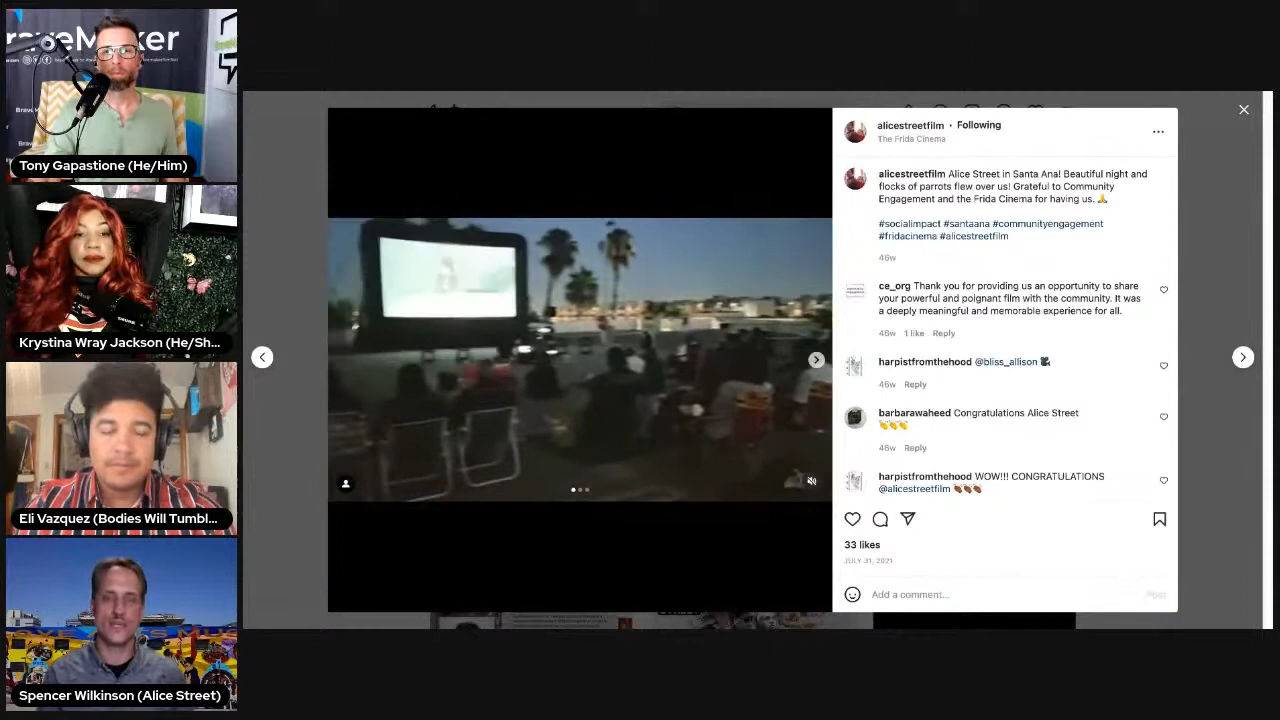 raveMaker
Brave M
Tony Gapastione (He/Him)
SHURE
Krystina Wray Jackson (He/Sh...
Eli Vazquez (Bodies Will Tumbl...
Spencer Wilkinson (Alice Street)
alicestreetfilm • Following
The Frida Cinema
alicestreetfilm Alice Street in Santa Ana! Beautiful night and
flocks of parrots flew over us! Grateful to Community
Engagement and the Frida Cinema for having us. 🙏
#socialimpact #santaana #communityengagement
#fridacinema #alicestreetfilm
46w
ce_org Thank you for providing us an opportunity to share
your powerful and poignant film with the community. It was
a deeply meaningful and memorable experience for all.
46w 1 like Reply
harpistfromthehood @bliss_allison 🎥
46w Reply
barbarawaheed Congratulations Alice Street
👏👏👏
46w Reply
harpistfromthehood WOW!!! CONGRATULATIONS
@alicestreetfilm 👏🏾👏🏾👏🏾
33 likes
JULY 31, 2021
Add a comment...
Post